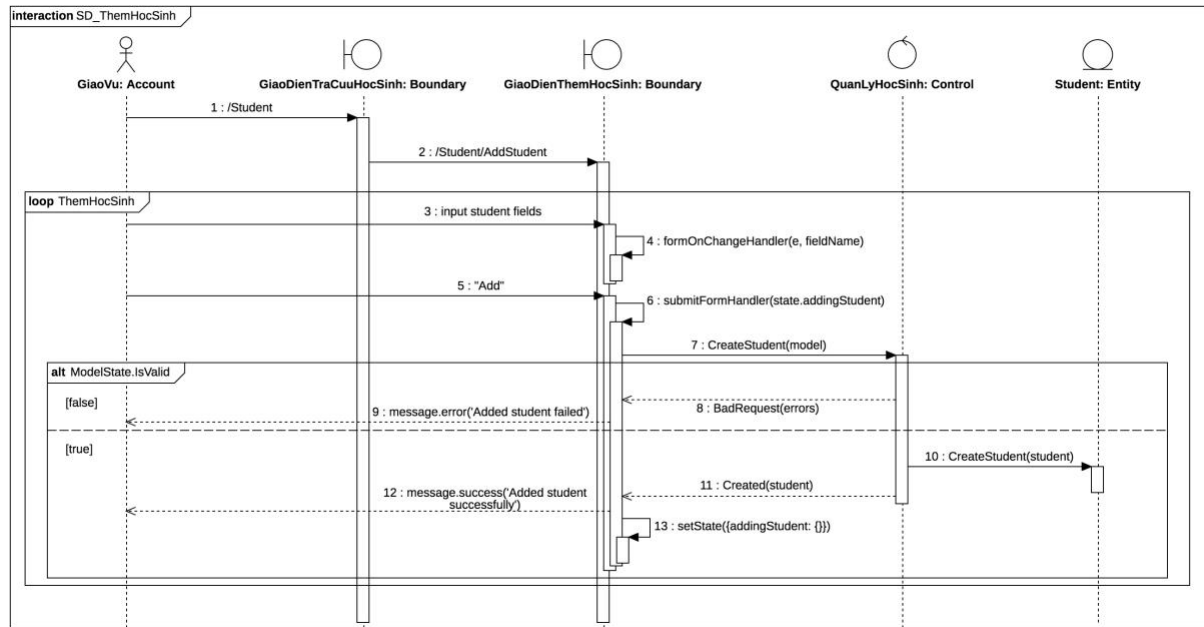 interaction SD_ThemHocSinh
GiaoVu: Account
GiaoDienTraCuuHocSinh: Boundary
GiaoDienThemHocSinh: Boundary
QuanLyHocSinh: Control
Student: Entity
1 : /Student
2 : /Student/AddStudent
loop ThemHocSinh
3 : input student fields
4 : formOnChangeHandler(e, fieldName)
5 : "Add"
6 : submitFormHandler(state.addingStudent)
7 : CreateStudent(model)
alt ModelState.IsValid
[false]
8 : BadRequest(errors)
9 : message.error('Added student failed')
[true]
10 : CreateStudent(student)
11 : Created(student)
12 : message.success('Added student
successfully')
13 : setState({addingStudent: {}})